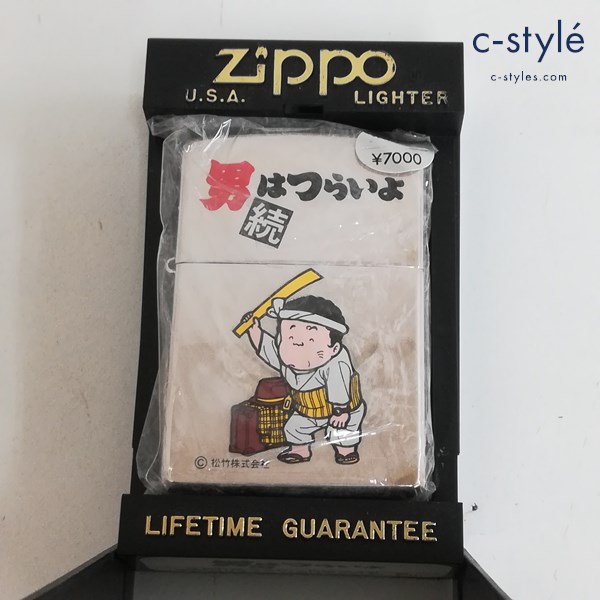 c-stylé
c-styles.com
zippo
U.S.A. LIGHTER
¥7000
男はつらいよ
続
© 松竹株式会社
LIFETIME GUARANTEE